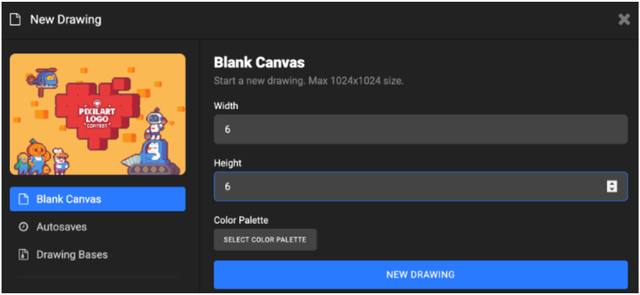 New Drawing
PIXILART
LOGO
CONTEST
Blank Canvas
Autosaves
Drawing Bases
Blank Canvas
Start a new drawing. Max 1024x1024 size.
Width
6
Height
6
Color Palette
SELECT COLOR PALETTE
NEW DRAWING